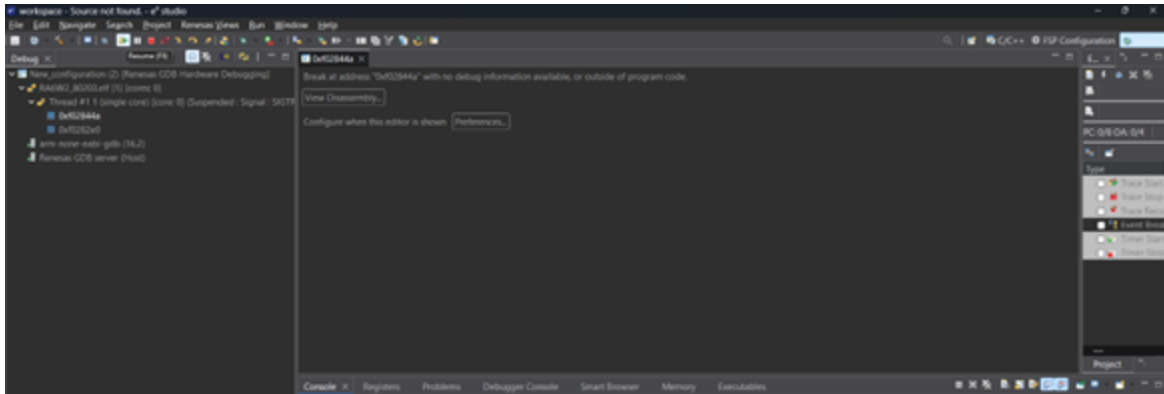 workspace - Source not found. - e² studio
File Edit Navigate Search Project Renesas Views Run Window Help
C/C++ FSP Configuration
Debug
Resume (F8)
0xf02844a
New_configuration (2) [Renesas GDB Hardware Debugging]
RA6W2_80203.elf [1] [cores: 0]
Thread #1 1 (single core) [core: 0] (Suspended : Signal : SIGTR
0xf02844a
0xf0282e0
arm-none-eabi-gdb (16.2)
Renesas GDB server (Host)
Break at address "0xf02844a" with no debug information available, or outside of program code.
View Disassembly...
Configure when this editor is shown Preferences...
E...
PC: 0/8 OA: 0/4
Type
Trace Start
Trace Stop
Trace Reco
Event Brea
Timer Start
Timer Stop
Project
Console Registers Problems Debugger Console Smart Browser Memory Executables